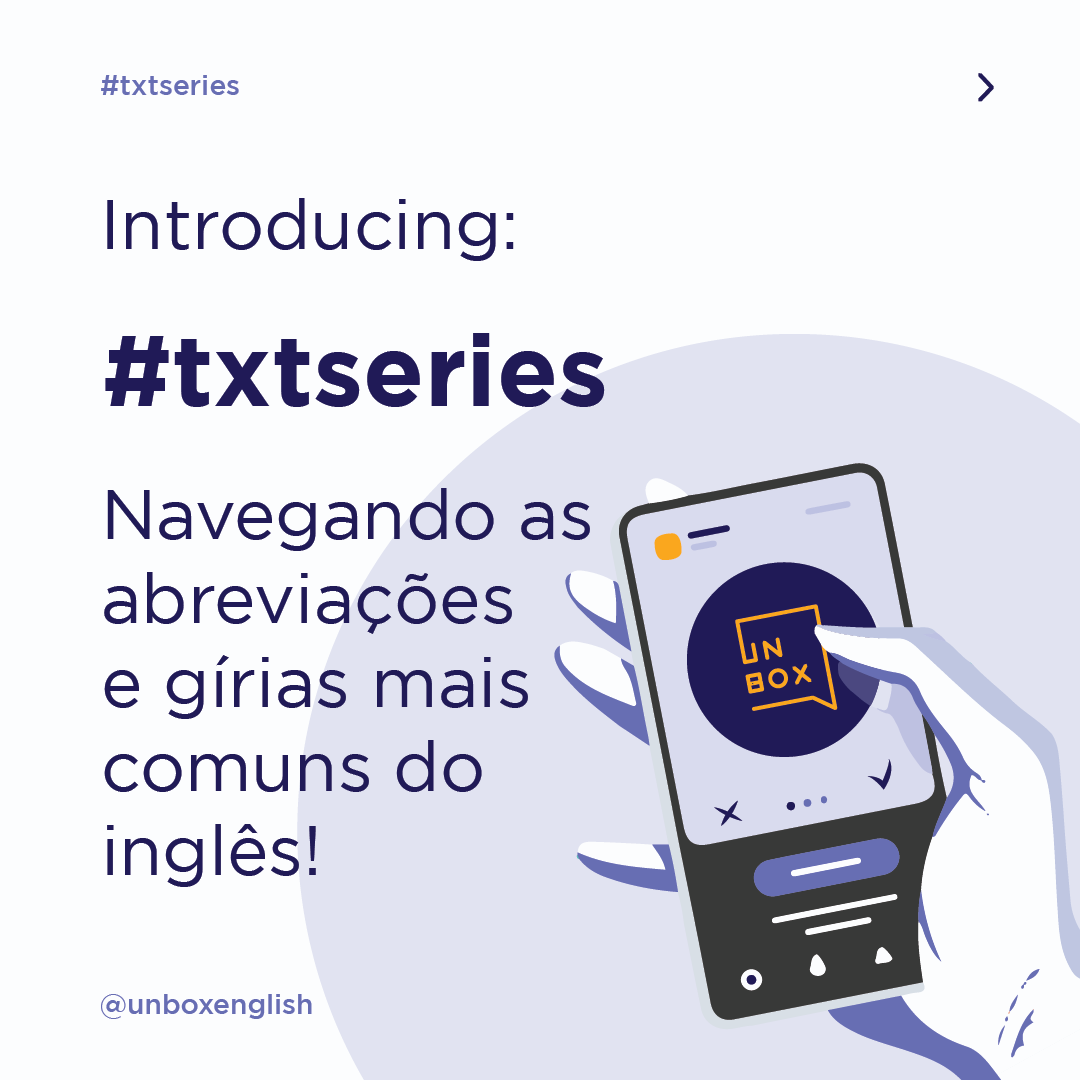 #txtseries
Introducing:
#txtseries
Navegando as
abreviações
e gírias mais
comuns do
inglês!
UN
BOX
@unboxenglish